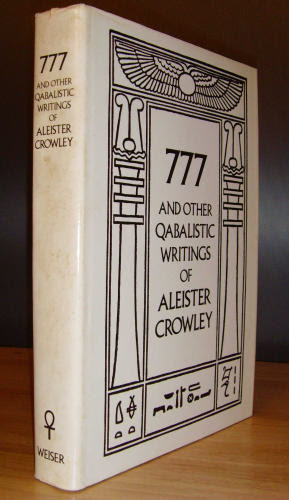 777
AND OTHER
QABALISTIC
WRITINGS
OF
ALEISTER
CROWLEY
WEISER
777
AND OTHER
QABALISTIC
WRITINGS
OF
ALEISTER
CROWLEY